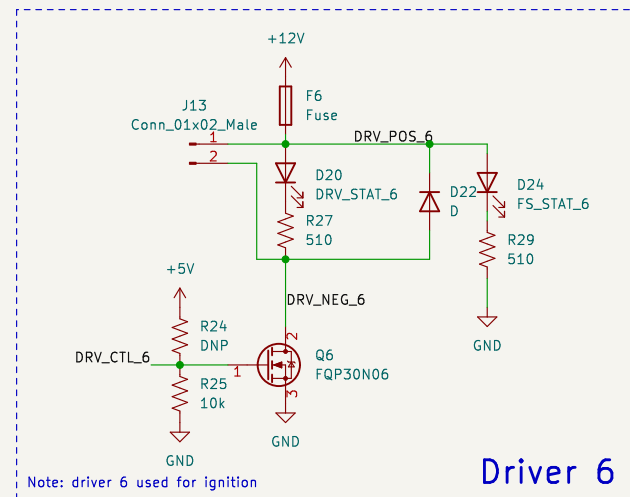 +12V
F6
Fuse
J13
Conn_01x02_Male
1
2
DRV_POS_6
D20
DRV_STAT_6
D22
D
D24
FS_STAT_6
R27
510
R29
510
+5V
DRV_NEG_6
GND
R24
DNP
DRV_CTL_6
2
Q6
FQP30N06
1
3
R25
10k
GND
GND
Note: driver 6 used for ignition
Driver 6